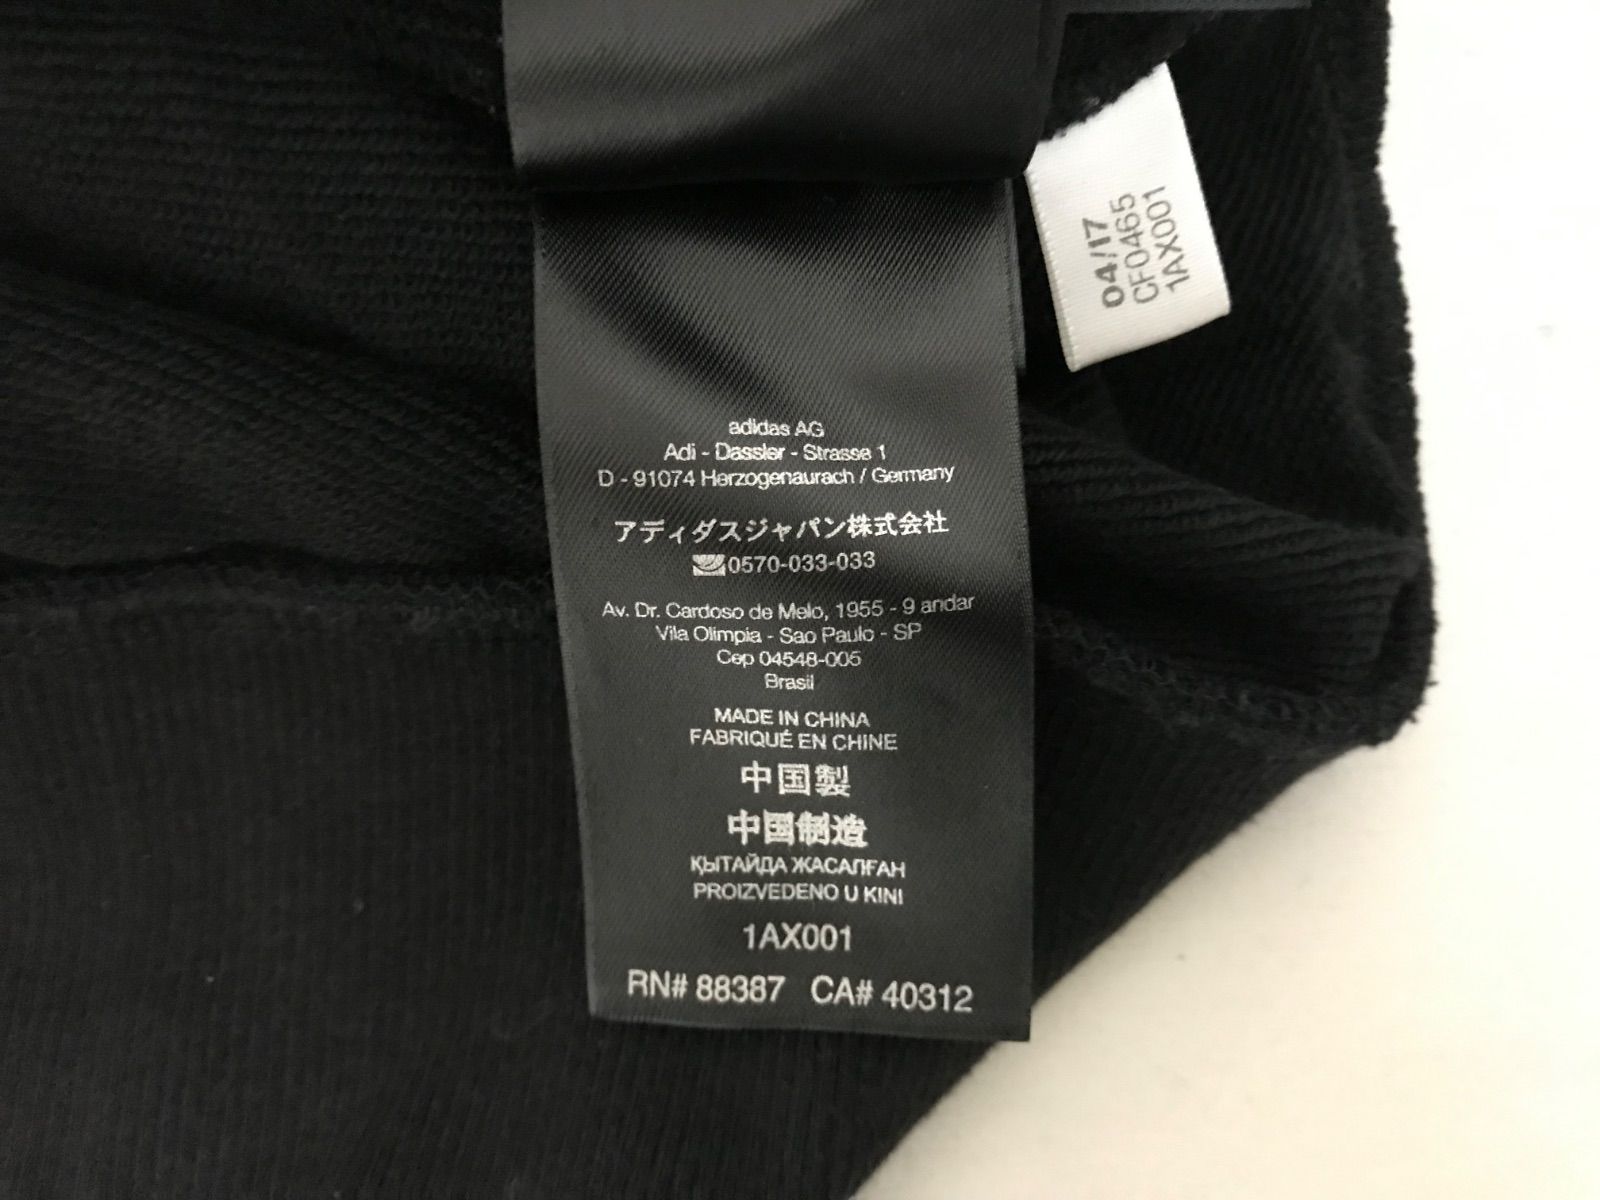 adidas AG
Adi - Dassler - Strasse 1
D - 91074 Herzogenaurach / Germany
アディダスジャパン株式会社
0570-033-033
Av. Dr. Cardoso de Melo, 1955 - 9 andar
Vila Olimpia - Sao Paulo - SP
Cep 04548-005
Brasil
MADE IN CHINA
FABRIQUÉ EN CHINE
中国製
中国制造
ҚЫТАЙДА ЖАСАЛҒАН
PROIZVEDENO U KINI
1AX001
RN# 88387 CA# 40312
04/17
CF0465
1AX001